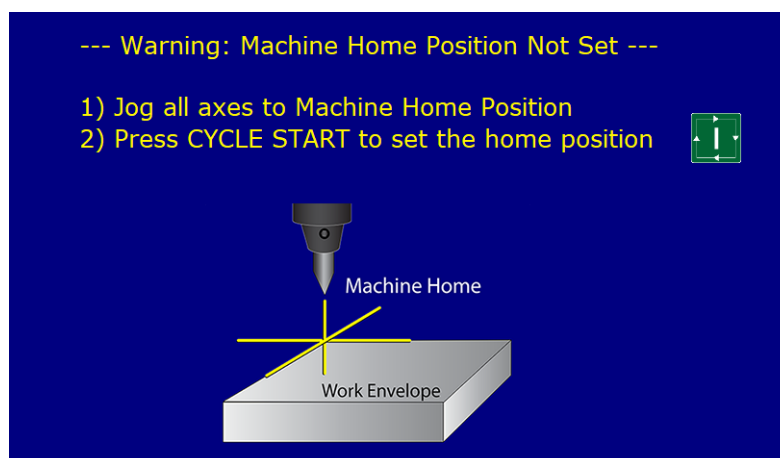 --- Warning: Machine Home Position Not Set ---
1) Jog all axes to Machine Home Position
2) Press CYCLE START to set the home position
Machine Home
Work Envelope